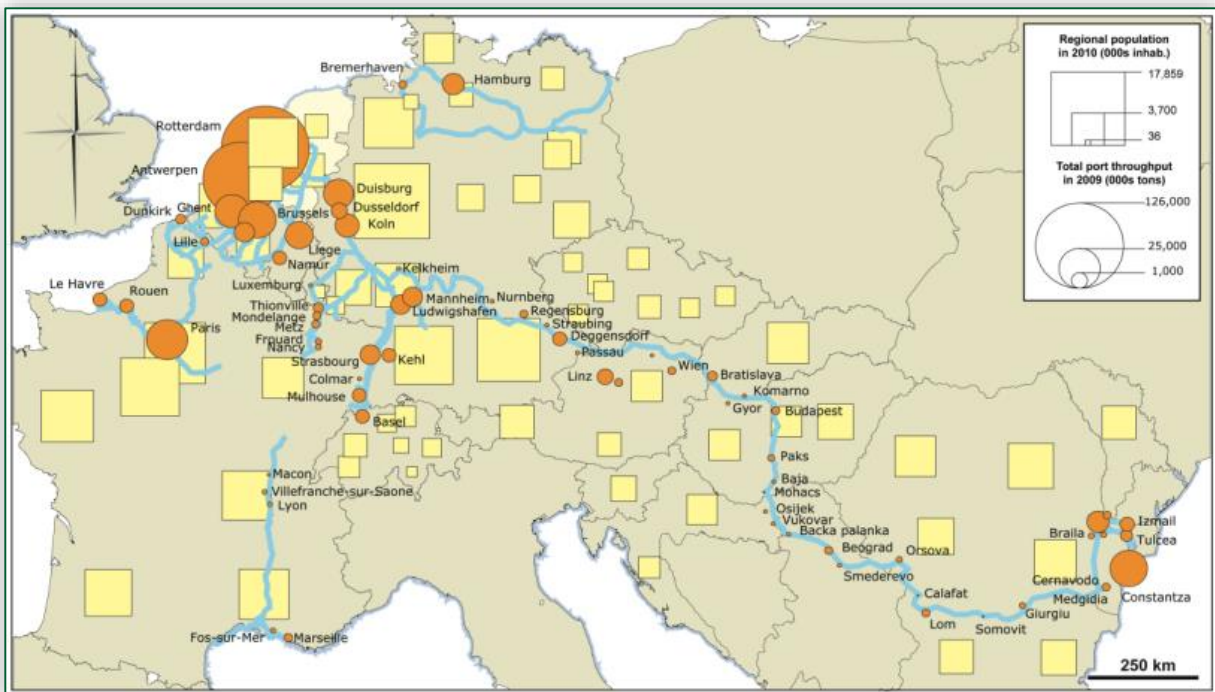 N
Regional population
in 2010 (000s inhab.)
17,859
3,700
36
Total port throughput
in 2009 (000s tons)
126,000
25,000
1,000
Bremerhaven
Hamburg
Rotterdam
Antwerpen
Duisburg
Dunkirk
Ghent
Brussels
Dusseldorf
Koln
Lille
Liege
Namur
Kelkheim
Le Havre
Rouen
Luxemburg
Mannheim
Nurnberg
Thionville
Ludwigshafen
Regensburg
Mondelange
Straubing
Paris
Metz
Deggensdorf
Frouard
Nancy
Passau
Strasbourg
Kehl
Wien
Colmar
Linz
Bratislava
Mulhouse
Komarno
Gyor
Budapest
Basel
Paks
Macon
Baja
Villefranche-sur-Saone
Mohacs
Lyon
Osijek
Vukovar
Izmail
Backa palanka
Braila
Tulcea
Beograd
Orsova
Smederevo
Cernavodo
Constantza
Calafat
Medgidia
Giurgiu
Lom
Somovit
Fos-sur-Mer
Marseille
250 km